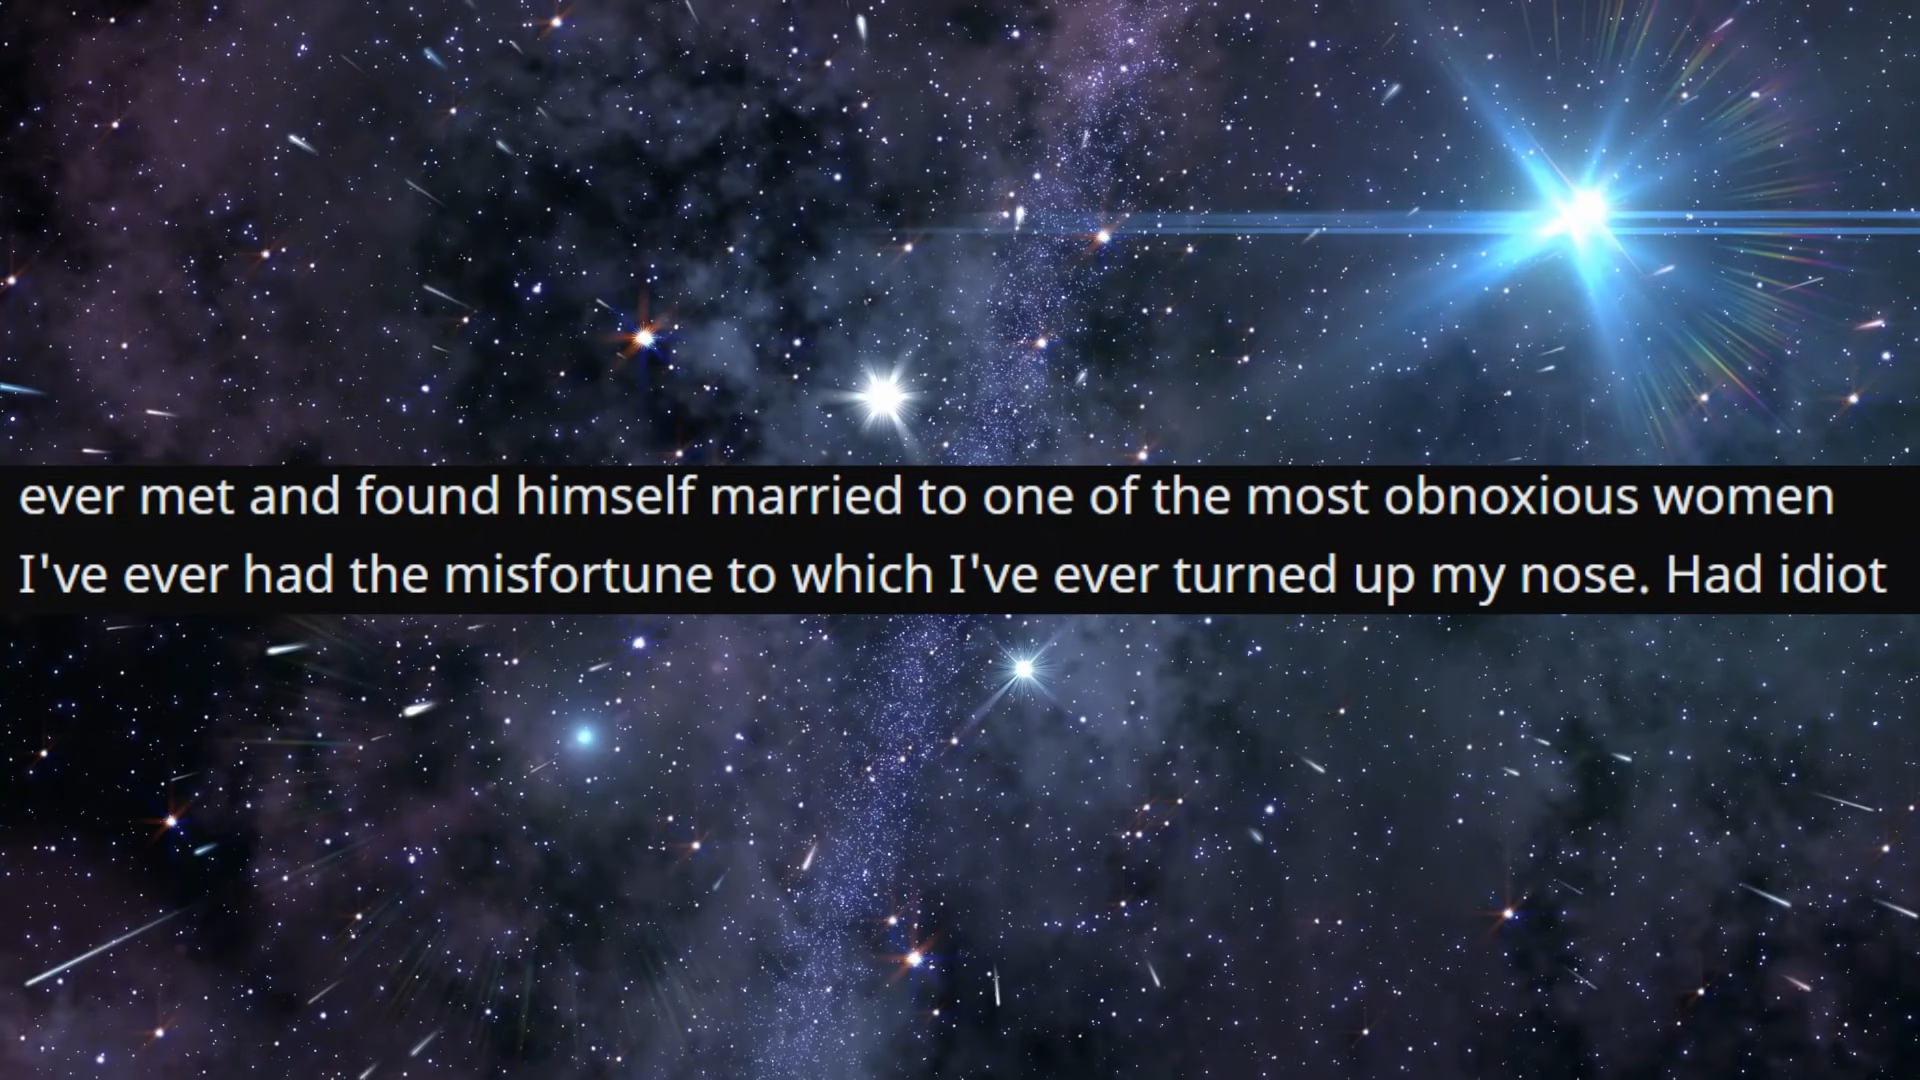 ever met and found himself married to one of the most obnoxious women
I've ever had the misfortune to which I've ever turned up my nose. Had idiot